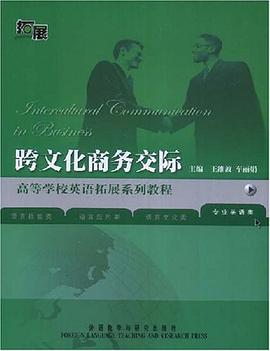 拓展
Intercultural Communication
in Business
跨文化商务交际
主编 王维波 车丽娟
高等学校英语拓展系列教程
语言技能类 语言应用类 语言文化类 专业英语类
外语教学与研究出版社
FOREIGN LANGUAGE TEACHING AND RESEARCH PRESS